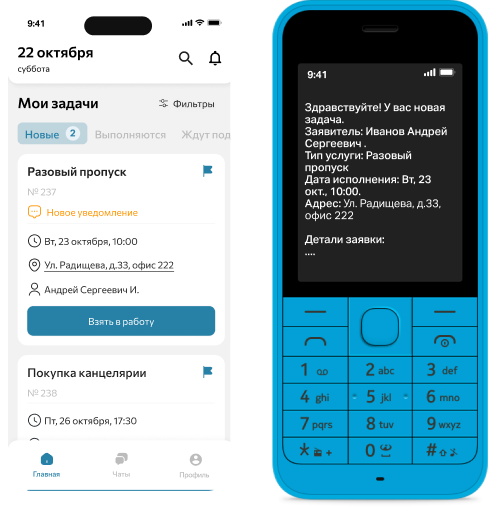 9:41
22 октября
суббота
Мои задачи
Фильтры
Новые 2 Выполняются Ждут под
Разовый пропуск
№ 237
Новое уведомление
Вт, 23 октября, 10:00
Ул. Радищева, д.33, офис 222
Андрей Сергеевич И.
Взять в работу
Покупка канцелярии
№ 238
Пт, 26 октября, 17:30
Главная Чаты Профиль
9:41
Здравствуйте! У вас новая
задача.
Заявитель: Иванов Андрей
Сергеевич .
Тип услуги: Разовый
пропуск
Дата исполнения: Вт, 23
окт., 10:00.
Адрес: Ул. Радищева, д.33,
офис 222
Детали заявки:
....
1 2 abc 3 def
4 ghi 5 jkl 6 mno
7 pqrs 8 tuv 9 wxyz
* + 0 #